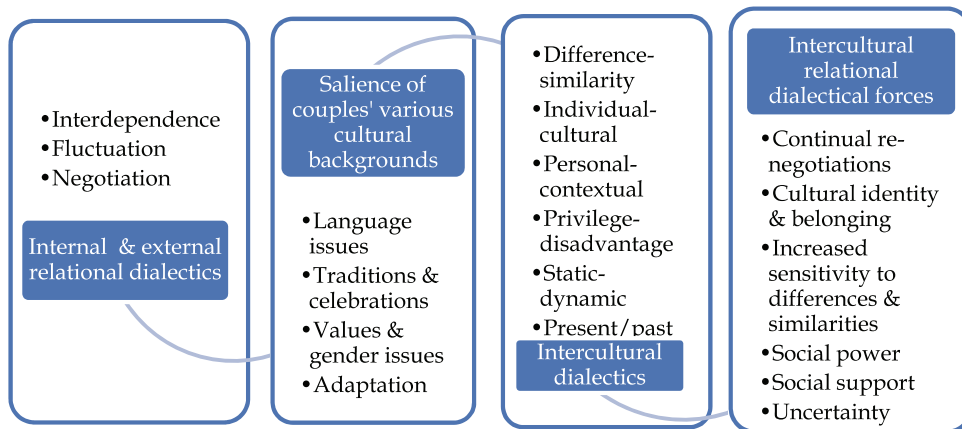 •Interdependence
•Fluctuation
•Negotiation
Internal & external
relational dialectics
Salience of
couples' various
cultural
backgrounds
•Language
issues
•Traditions &
celebrations
•Values &
gender issues
•Adaptation
•Difference-
similarity
•Individual-
cultural
•Personal-
contextual
•Privilege-
disadvantage
•Static-
dynamic
•Present/past
Intercultural
dialectics
Intercultural
relational
dialectical forces
•Continual re-
negotiations
•Cultural identity
& belonging
•Increased
sensitivity to
differences &
similarities
•Social power
•Social support
•Uncertainty